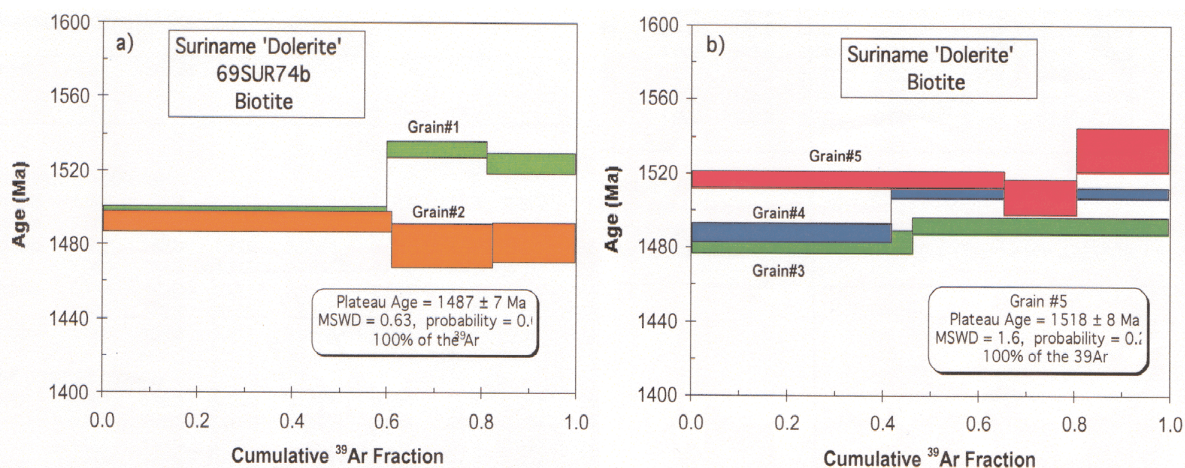 a)
Suriname 'Dolerite'
69SUR74b
Biotite
Grain#1
Grain#2
Plateau Age = 1487 ± 7 Ma
MSWD = 0.63, probability = 0.
100% of the ³⁹Ar
Age (Ma)
1600
1560
1520
1480
1440
1400
0.0 0.2 0.4 0.6 0.8 1.0
Cumulative ³⁹Ar Fraction
b)
Suriname 'Dolerite'
Biotite
Grain#5
Grain#4
Grain#3
Grain #5
Plateau Age = 1518 ± 8 Ma
MSWD = 1.6, probability = 0.
100% of the 39Ar
Age (Ma)
1600
1560
1520
1480
1440
1400
0.0 0.2 0.4 0.6 0.8 1.0
Cumulative ³⁹Ar Fraction